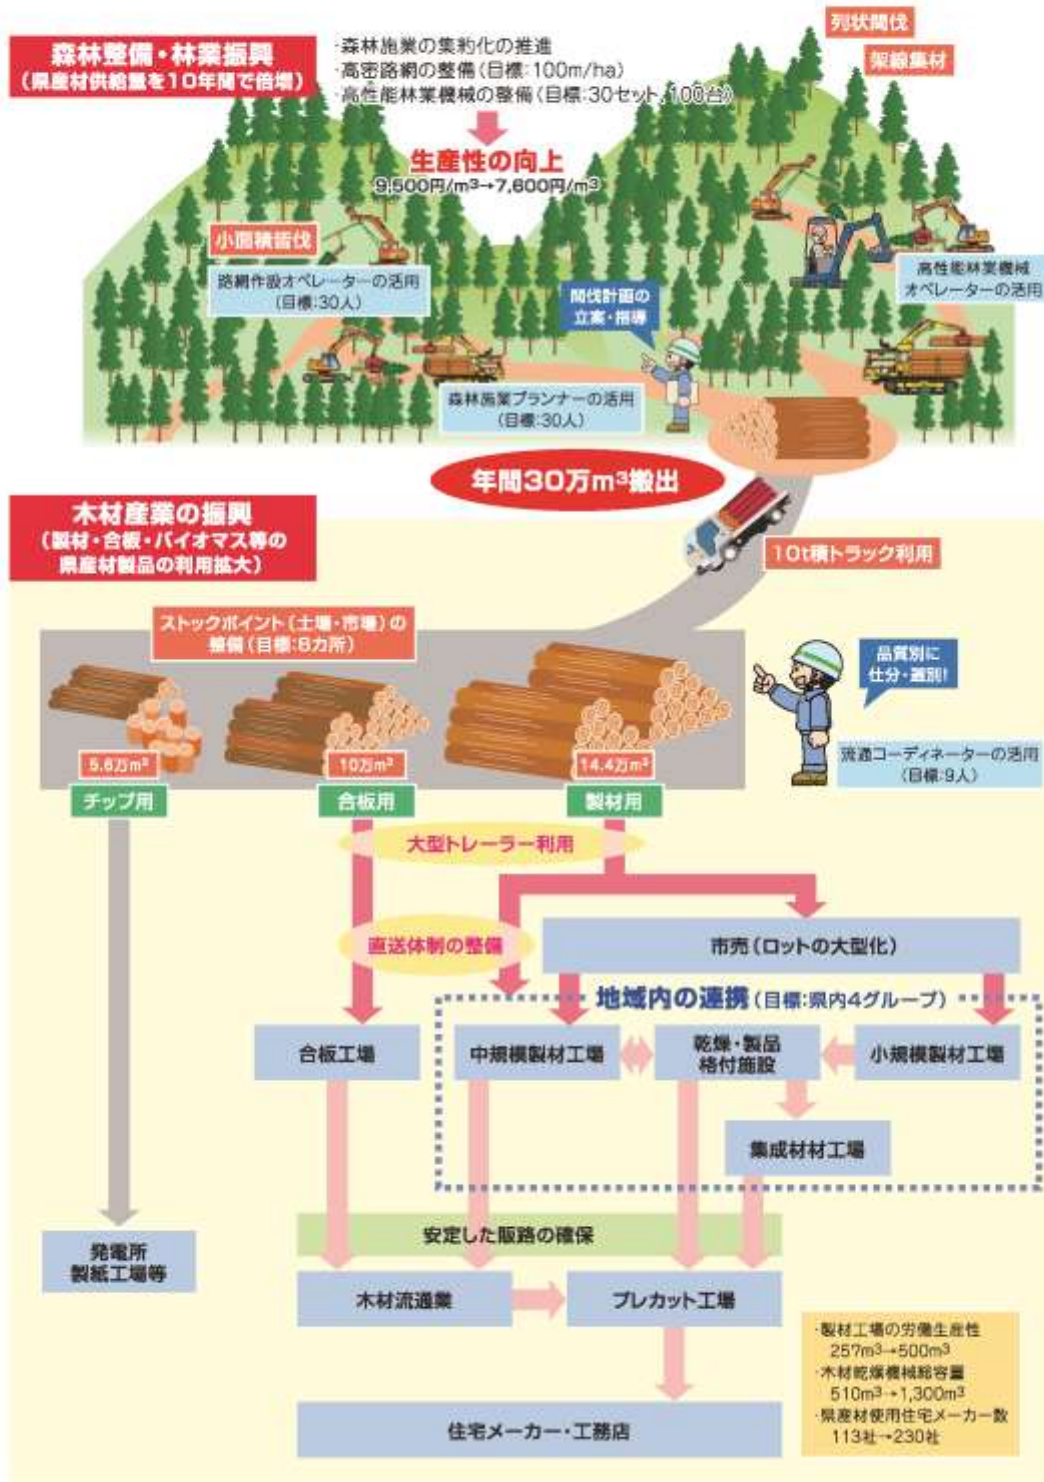 森林整備・林業振興
(県産材供給量を10年間で倍増)
・森林施業の集約化の推進
・高密路網の整備(目標:100m/ha)
・高性能林業機械の整備(目標:30セット、100台)
生産性の向上
9,500円/m³→7,600円/m³
列状間伐
架線集材
小面積皆伐
路網作設オペレーターの活用
(目標:30人)
間伐計画の
立案・指導
高性能林業機械
オペレーターの活用
森林施業プランナーの活用
(目標:30人)
年間30万m³搬出
木材産業の振興
(製材・合板・バイオマス等の
県産材製品の利用拡大)
10t積トラック利用
ストックポイント(土場・市場)の
整備(目標:6カ所)
品質別に
仕分・選別!
流通コーディネーターの活用
(目標:9人)
5.6万m³
10万m³
14.4万m³
チップ用
合板用
製材用
大型トレーラー利用
直送体制の整備
市売(ロットの大型化)
地域内の連携(目標:県内4グループ)
合板工場
中規模製材工場
乾燥・製品
格付施設
小規模製材工場
集成材材工場
安定した販路の確保
発電所
製紙工場等
木材流通業
プレカット工場
・製材工場の労働生産性
257m³→500m³
・木材乾燥機械総容量
510m³→1,300m³
・県産材使用住宅メーカー数
113社→230社
住宅メーカー・工務店